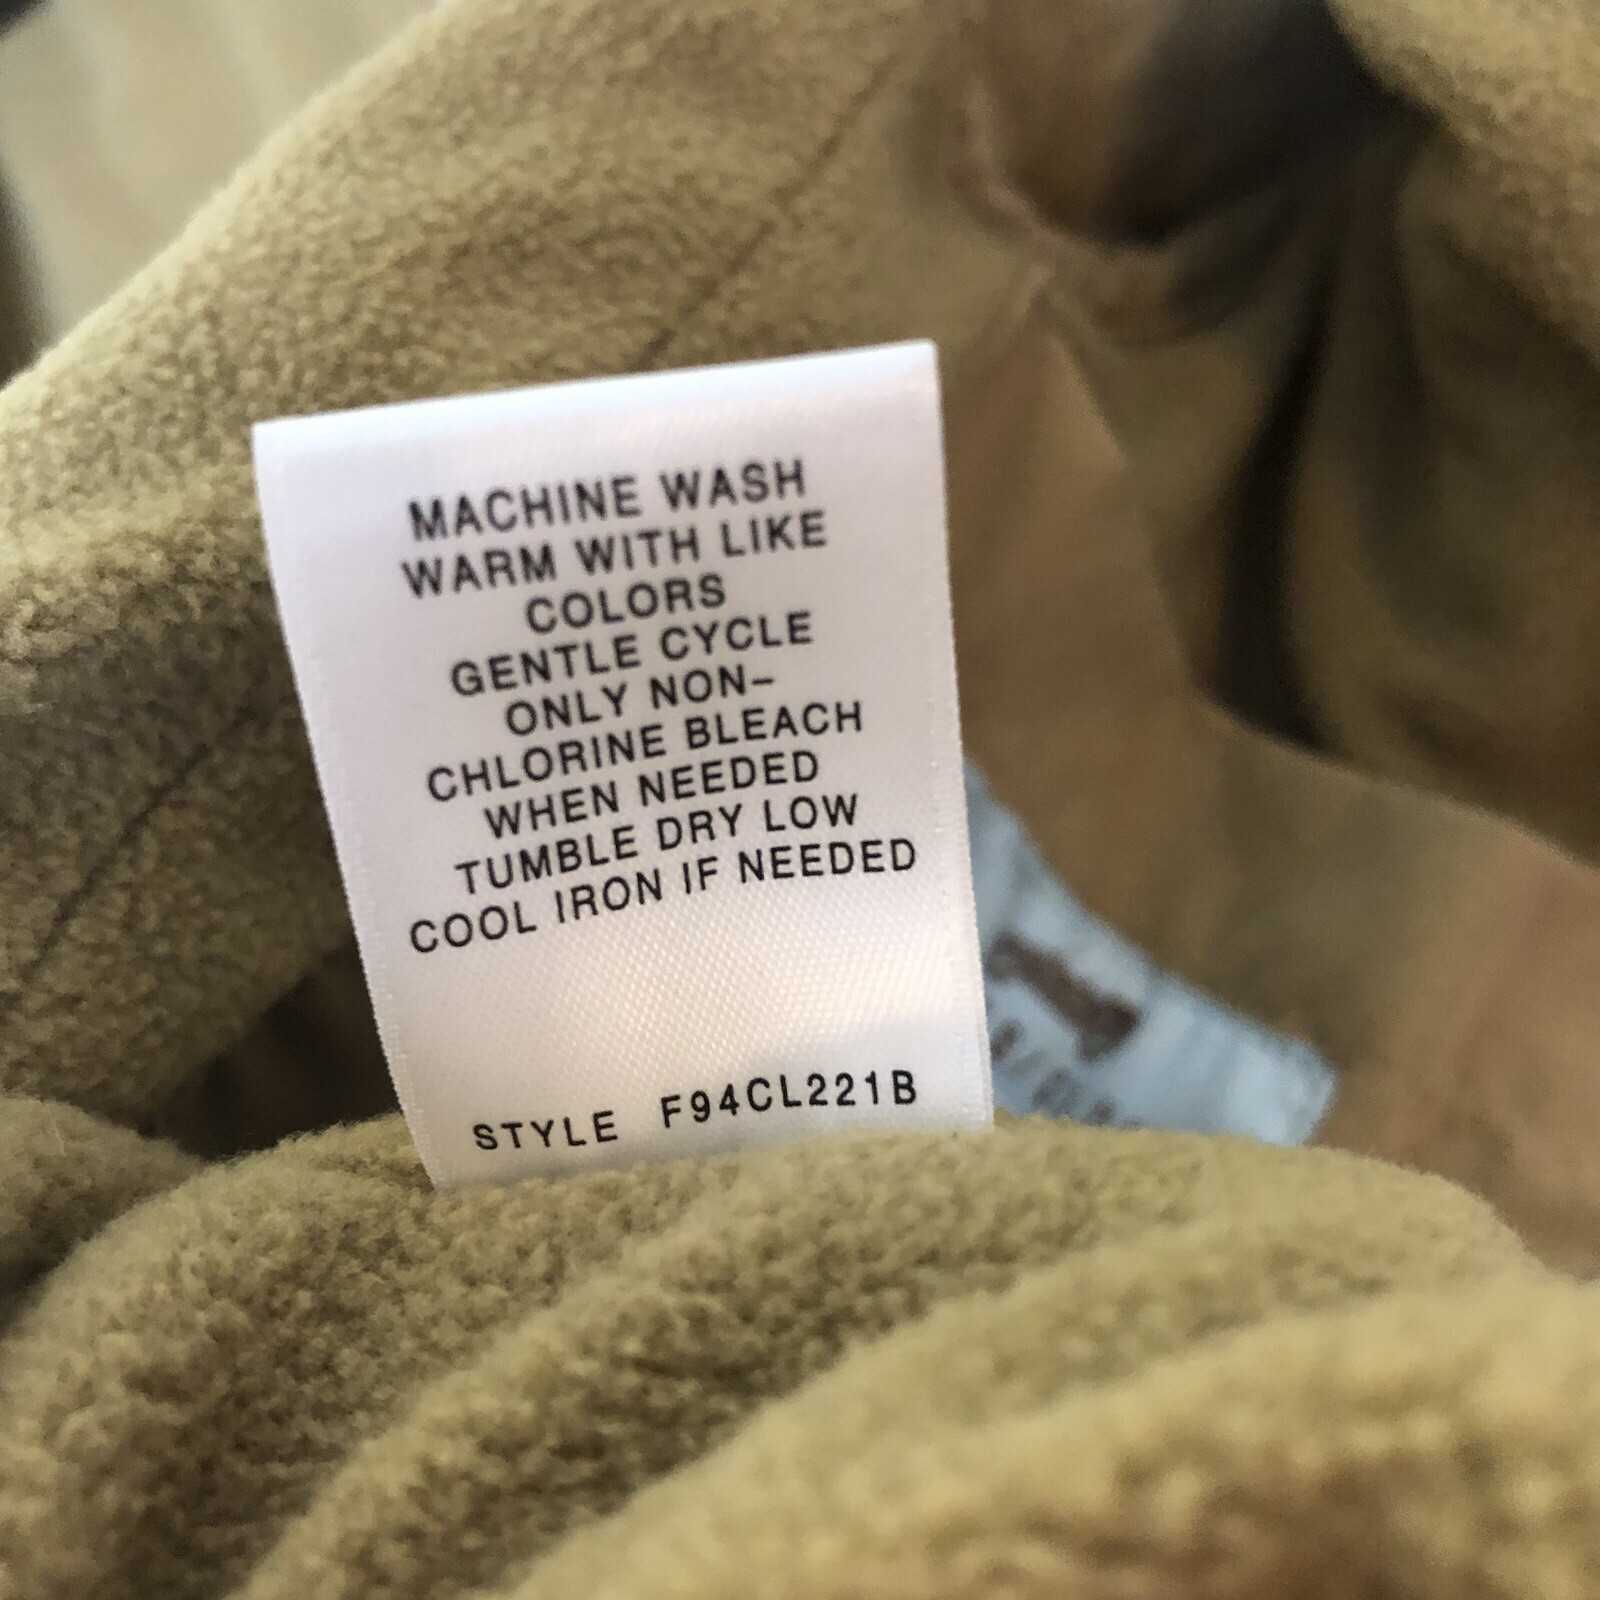 MACHINE WASH
WARM WITH LIKE
COLORS
GENTLE CYCLE
ONLY NON-
CHLORINE BLEACH
WHEN NEEDED
TUMBLE DRY LOW
COOL IRON IF NEEDED
STYLE F94CL221B